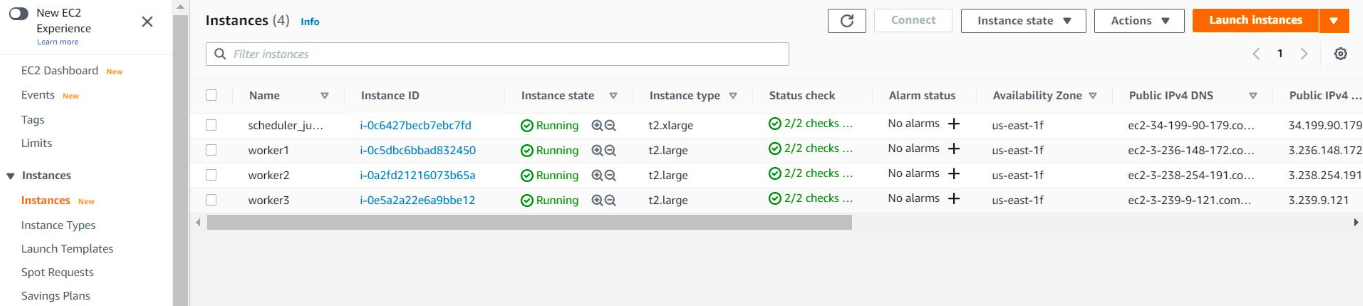 New EC2
Experience
Learn more
EC2 Dashboard New
Events New
Tags
Limits
Instances
Instances New
Instance Types
Launch Templates
Spot Requests
Savings Plans
Instances (4) Info
Connect Instance state Actions Launch instances
Filter instances
1
Name Instance ID Instance state Instance type Status check Alarm status Availability Zone Public IPv4 DNS Public IPv4 ...
scheduler_ju... i-0c6427becb7ebc7fd Running t2.xlarge 2/2 checks ... No alarms + us-east-1f ec2-34-199-90-179.co... 34.199.90.179
worker1 i-0c5dbc6bbad832450 Running t2.large 2/2 checks ... No alarms + us-east-1f ec2-3-236-148-172.co... 3.236.148.172
worker2 i-0a2fd21216073b65a Running t2.large 2/2 checks ... No alarms + us-east-1f ec2-3-238-254-191.co... 3.238.254.191
worker3 i-0e5a2a22e6a9bbe12 Running t2.large 2/2 checks ... No alarms + us-east-1f ec2-3-239-9-121.com... 3.239.9.121